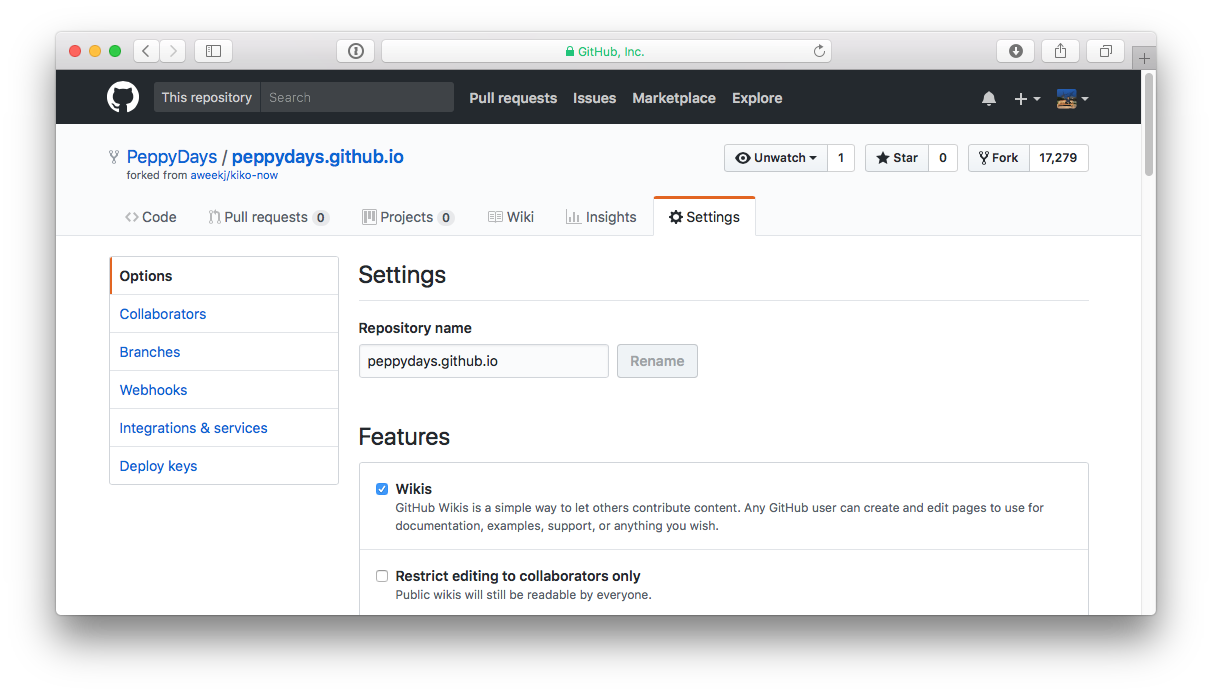 GitHub, Inc.
This repository Search Pull requests Issues Marketplace Explore
PeppyDays / peppydays.github.io Unwatch 1 Star 0 Fork 17,279
forked from aweekj/kiko-now
Code Pull requests 0 Projects 0 Wiki Insights Settings
Options
Collaborators
Branches
Webhooks
Integrations & services
Deploy keys
Settings
Repository name
peppydays.github.io Rename
Features
Wikis
GitHub Wikis is a simple way to let others contribute content. Any GitHub user can create and edit pages to use for
documentation, examples, support, or anything you wish.
Restrict editing to collaborators only
Public wikis will still be readable by everyone.